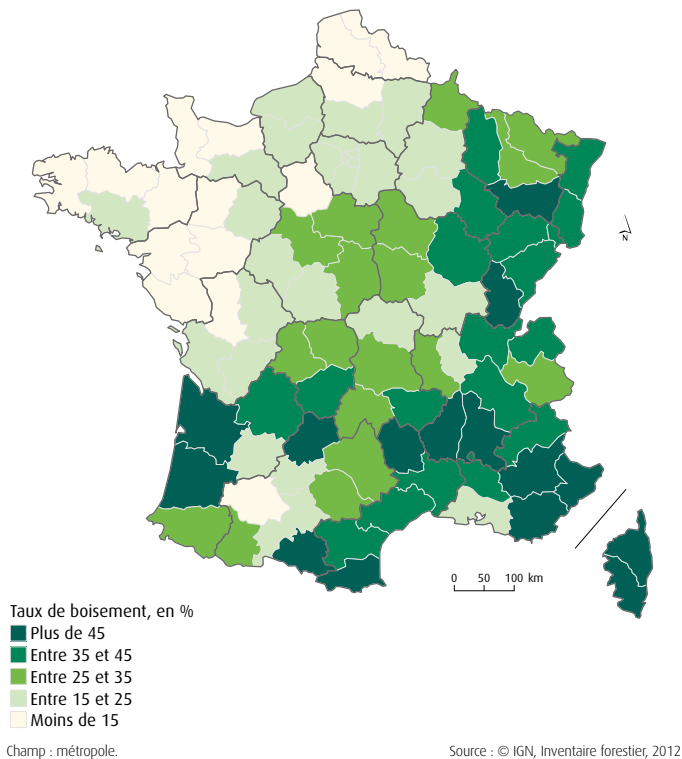 N
0 50 100 km
Taux de boisement, en %
Plus de 45
Entre 35 et 45
Entre 25 et 35
Entre 15 et 25
Moins de 15
Champ : métropole.
Source : © IGN, Inventaire forestier, 2012